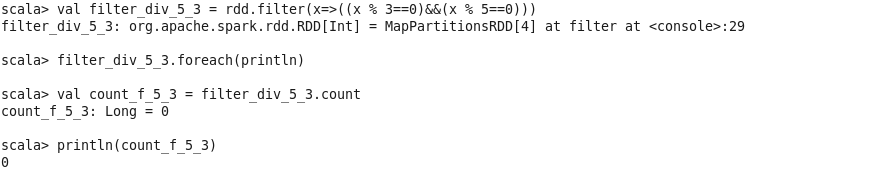 scala> val filter_div_5_3 = rdd.filter(x=>((x % 3==0)&&(x % 5==0)))
filter_div_5_3: org.apache.spark.rdd.RDD[Int] = MapPartitionsRDD[4] at filter at <console>:29
scala> filter_div_5_3.foreach(println)
scala> val count_f_5_3 = filter_div_5_3.count
count_f_5_3: Long = 0
scala> println(count_f_5_3)
0